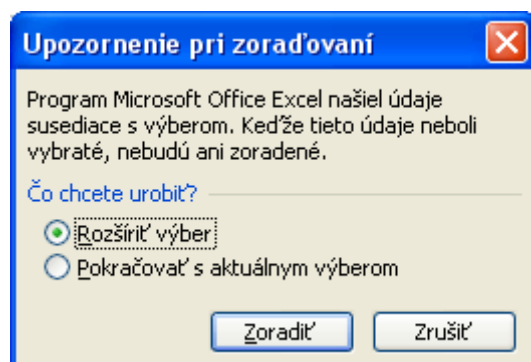 Upozornenie pri zoraďovaní
Program Microsoft Office Excel našiel údaje
susediace s výberom. Keďže tieto údaje neboli
vybraté, nebudú ani zoradené.
Čo chcete urobiť?
Rozšíriť výber
Pokračovať s aktuálnym výberom
Zoradiť Zrušiť